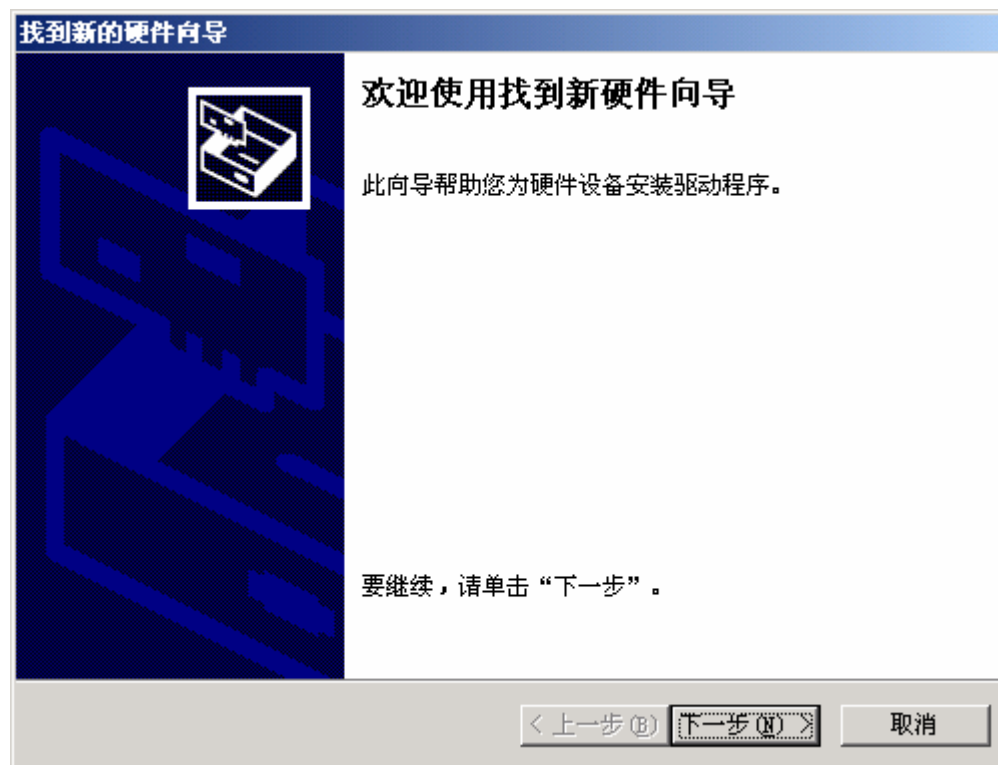 找到新的硬件向导
欢迎使用找到新硬件向导
此向导帮助您为硬件设备安装驱动程序。
要继续，请单击“下一步”。
< 上一步(B) 下一步(N) > 取消